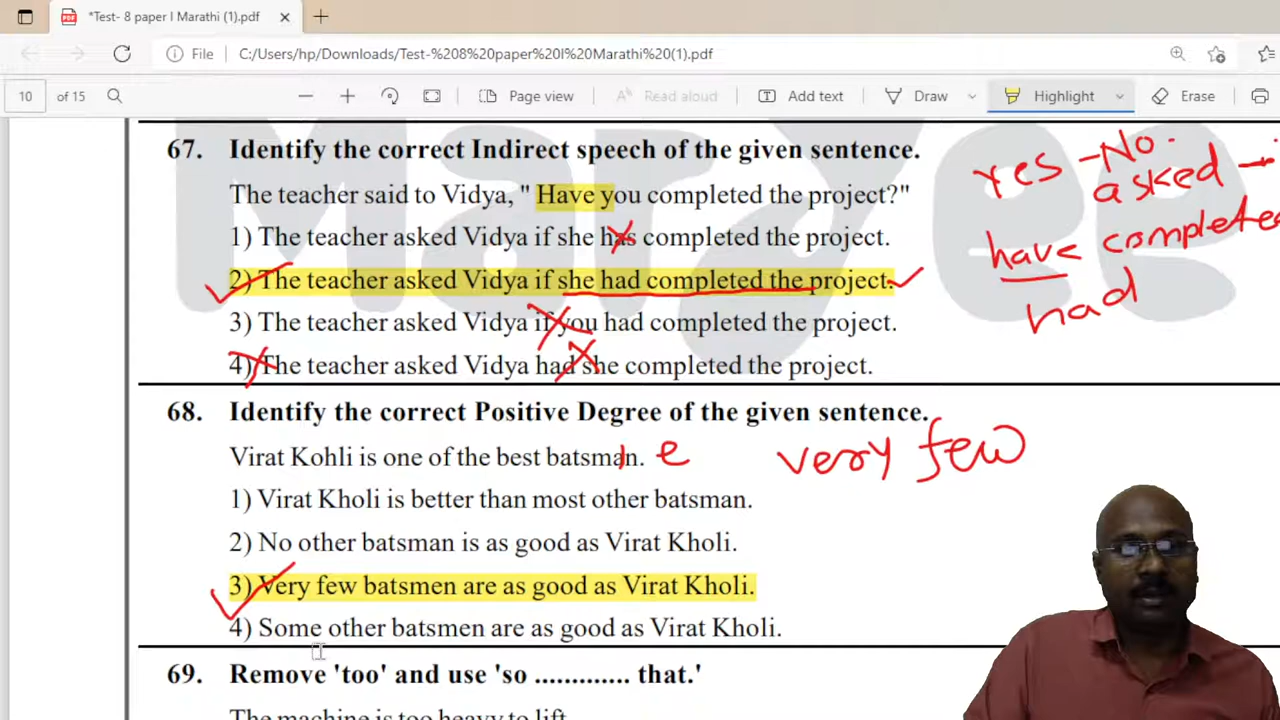 *Test- 8 paper I Marathi (1).pdf
File C:/Users/hp/Downloads/Test-%208%20paper%20I%20Marathi%20(1).pdf
10 of 15 Page view Read aloud Add text Draw Highlight Erase
67. Identify the correct Indirect speech of the given sentence.
The teacher said to Vidya, " Have you completed the project?"
1) The teacher asked Vidya if she has completed the project.
2) The teacher asked Vidya if she had completed the project.
3) The teacher asked Vidya if you had completed the project.
4) The teacher asked Vidya had she completed the project.
Yes -No.
asked
have complete
had
68. Identify the correct Positive Degree of the given sentence.
Virat Kohli is one of the best batsman. e very few
1) Virat Kholi is better than most other batsman.
2) No other batsman is as good as Virat Kholi.
3) Very few batsmen are as good as Virat Kholi.
4) Some other batsmen are as good as Virat Kholi.
69. Remove 'too' and use 'so ............. that.'
The machine is too heavy to lift.